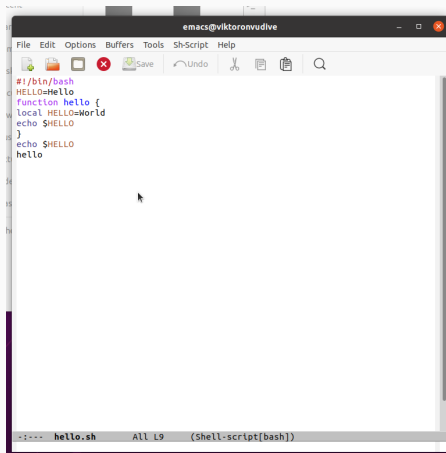 emacs@viktoronvudive
File Edit Options Buffers Tools Sh-Script Help
Save Undo
#!/bin/bash
HELLO=Hello
function hello {
local HELLO=World
echo $HELLO
}
echo $HELLO
hello
-:--- hello.sh All L9 (Shell-script[bash])